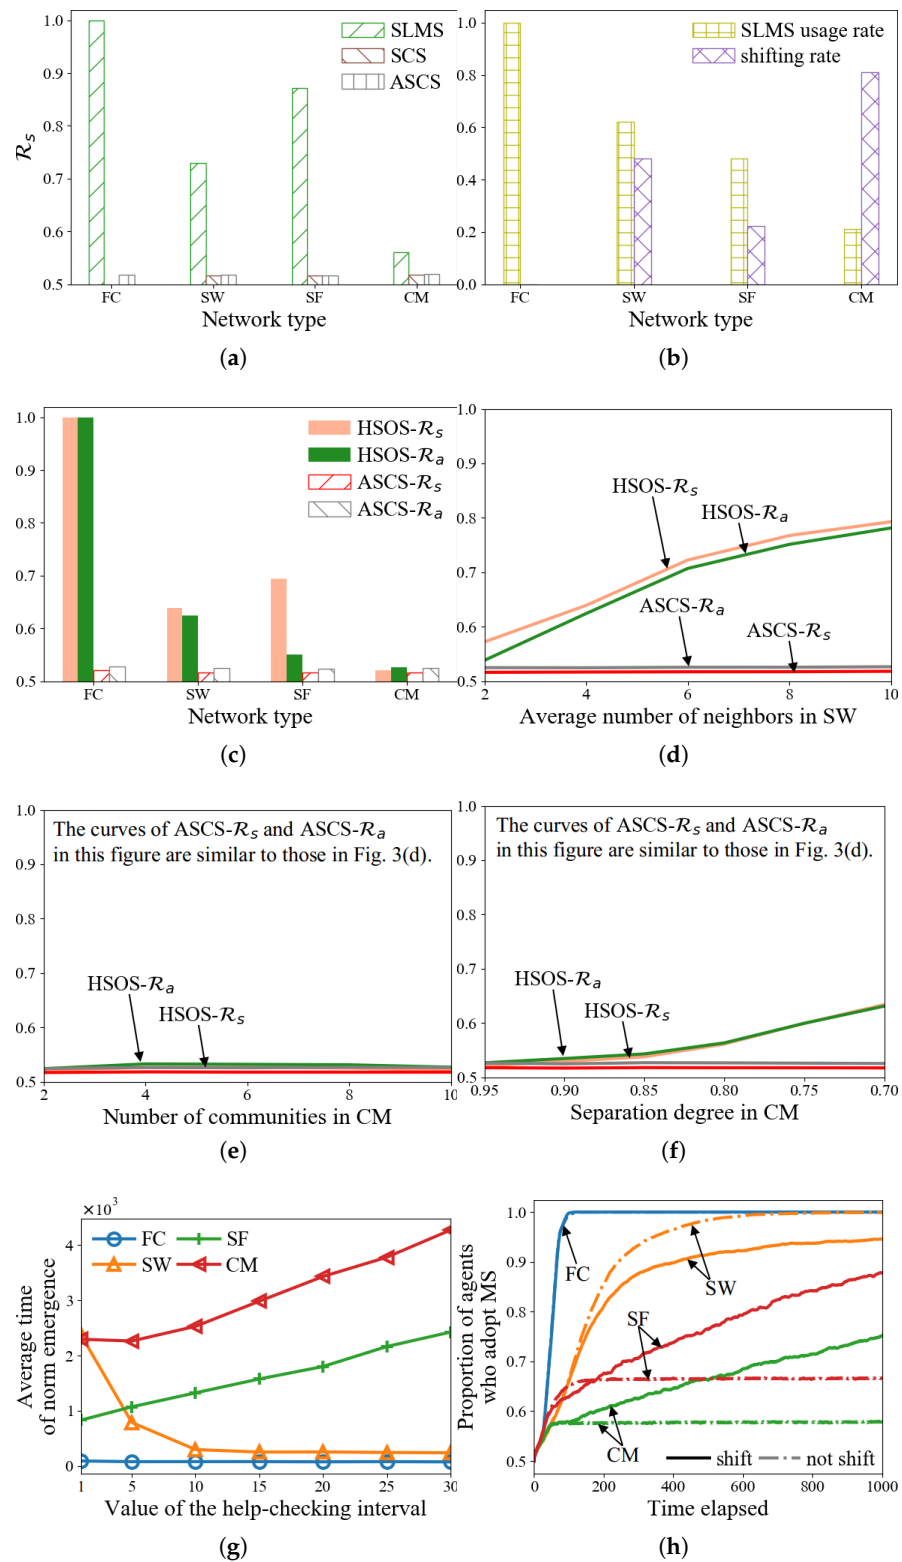 1.0
0.9
0.8
0.7
0.6
0.5
ℛs
SLMS
SCS
ASCS
FC SW SF CM
Network type
(a)
1.0
0.8
0.6
0.4
0.2
0.0
SLMS usage rate
shifting rate
FC SW SF CM
Network type
(b)
1.0
0.9
0.8
0.7
0.6
0.5
HSOS-ℛs
HSOS-ℛa
ASCS-ℛs
ASCS-ℛa
FC SW SF CM
Network type
(c)
1.0
0.9
0.8
0.7
0.6
0.5
HSOS-ℛs
HSOS-ℛa
ASCS-ℛa
ASCS-ℛs
2 4 6 8 10
Average number of neighbors in SW
(d)
1.0
0.9
0.8
0.7
0.6
0.5
The curves of ASCS-ℛs and ASCS-ℛa
in this figure are similar to those in Fig. 3(d).
HSOS-ℛa
HSOS-ℛs
2 4 6 8 10
Number of communities in CM
(e)
1.0
0.9
0.8
0.7
0.6
0.5
The curves of ASCS-ℛs and ASCS-ℛa
in this figure are similar to those in Fig. 3(d).
HSOS-ℛa
HSOS-ℛs
0.95 0.90 0.85 0.80 0.75 0.70
Separation degree in CM
(f)
×10³
4
3
2
1
0
Average time
of norm emergence
FC SF
SW CM
1 5 10 15 20 25 30
Value of the help-checking interval
(g)
1.0
0.9
0.8
0.7
0.6
0.5
Proportion of agents
who adopt MS
FC
SW
SF
CM
shift not shift
0 200 400 600 800 1000
Time elapsed
(h)